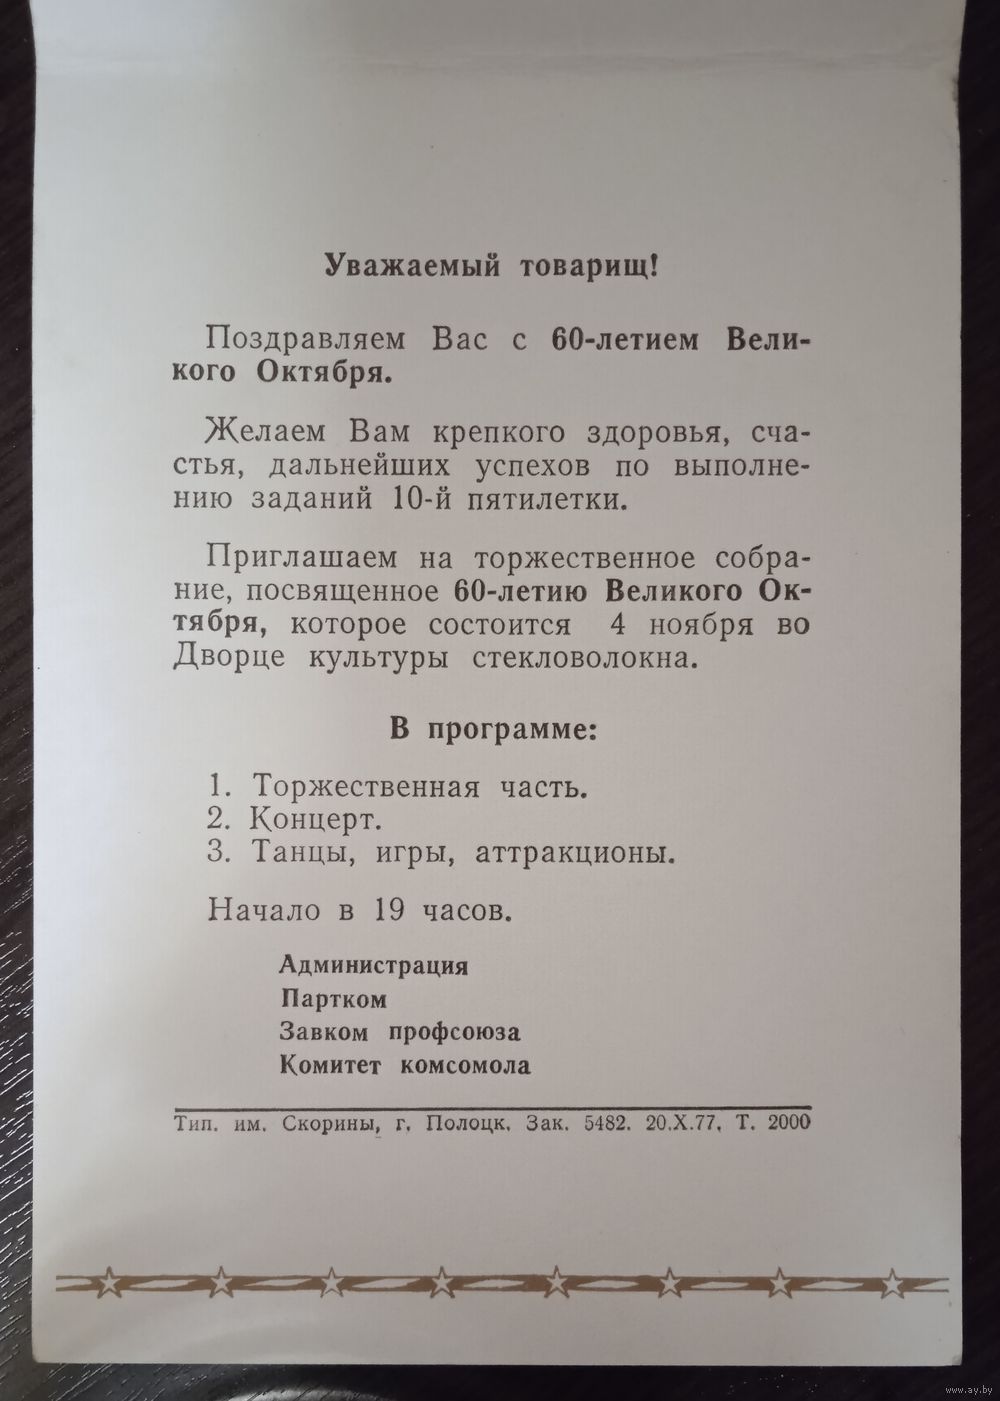 Уважаемый товарищ!
Поздравляем Вас с 60-летием Вели-
кого Октября.
Желаем Вам крепкого здоровья, сча-
стья, дальнейших успехов по выполне-
нию заданий 10-й пятилетки.
Приглашаем на торжественное собра-
ние, посвященное 60-летию Великого Ок-
тября, которое состоится 4 ноября во
Дворце культуры стекловолокна.
В программе:
1. Торжественная часть.
2. Концерт.
3. Танцы, игры, аттракционы.
Начало в 19 часов.
Администрация
Партком
Завком профсоюза
Комитет комсомола
Тип. им. Скорины, г. Полоцк. Зак. 5482. 20.X.77. Т. 2000
www.ay.by